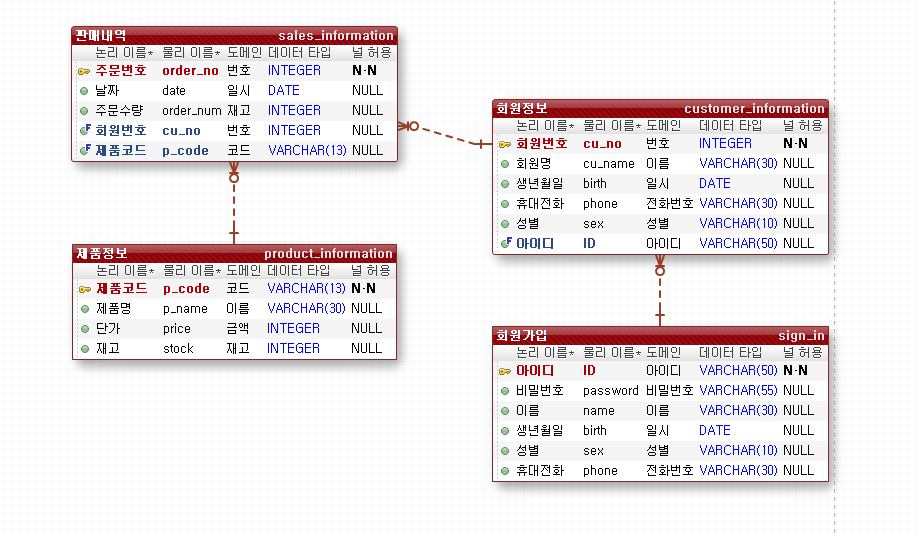 판매내역 sales_information
논리 이름* 물리 이름* 도메인 데이터 타입 널 허용
주문번호 order_no 번호 INTEGER N-N
날짜 date 일시 DATE NULL
주문수량 order_num 재고 INTEGER NULL
F 회원번호 cu_no 번호 INTEGER NULL
F 제품코드 p_code 코드 VARCHAR(13) NULL
회원정보 customer_information
논리 이름* 물리 이름* 도메인 데이터 타입 널 허용
회원번호 cu_no 번호 INTEGER N-N
회원명 cu_name 이름 VARCHAR(30) NULL
생년월일 birth 일시 DATE NULL
휴대전화 phone 전화번호 VARCHAR(30) NULL
성별 sex 성별 VARCHAR(10) NULL
F 아이디 ID 아이디 VARCHAR(50) NULL
제품정보 product_information
논리 이름* 물리 이름* 도메인 데이터 타입 널 허용
제품코드 p_code 코드 VARCHAR(13) N-N
제품명 p_name 이름 VARCHAR(30) NULL
단가 price 금액 INTEGER NULL
재고 stock 재고 INTEGER NULL
회원가입 sign_in
논리 이름* 물리 이름* 도메인 데이터 타입 널 허용
아이디 ID 아이디 VARCHAR(50) N-N
비밀번호 password 비밀번호 VARCHAR(55) NULL
이름 name 이름 VARCHAR(30) NULL
생년월일 birth 일시 DATE NULL
성별 sex 성별 VARCHAR(10) NULL
휴대전화 phone 전화번호 VARCHAR(30) NULL